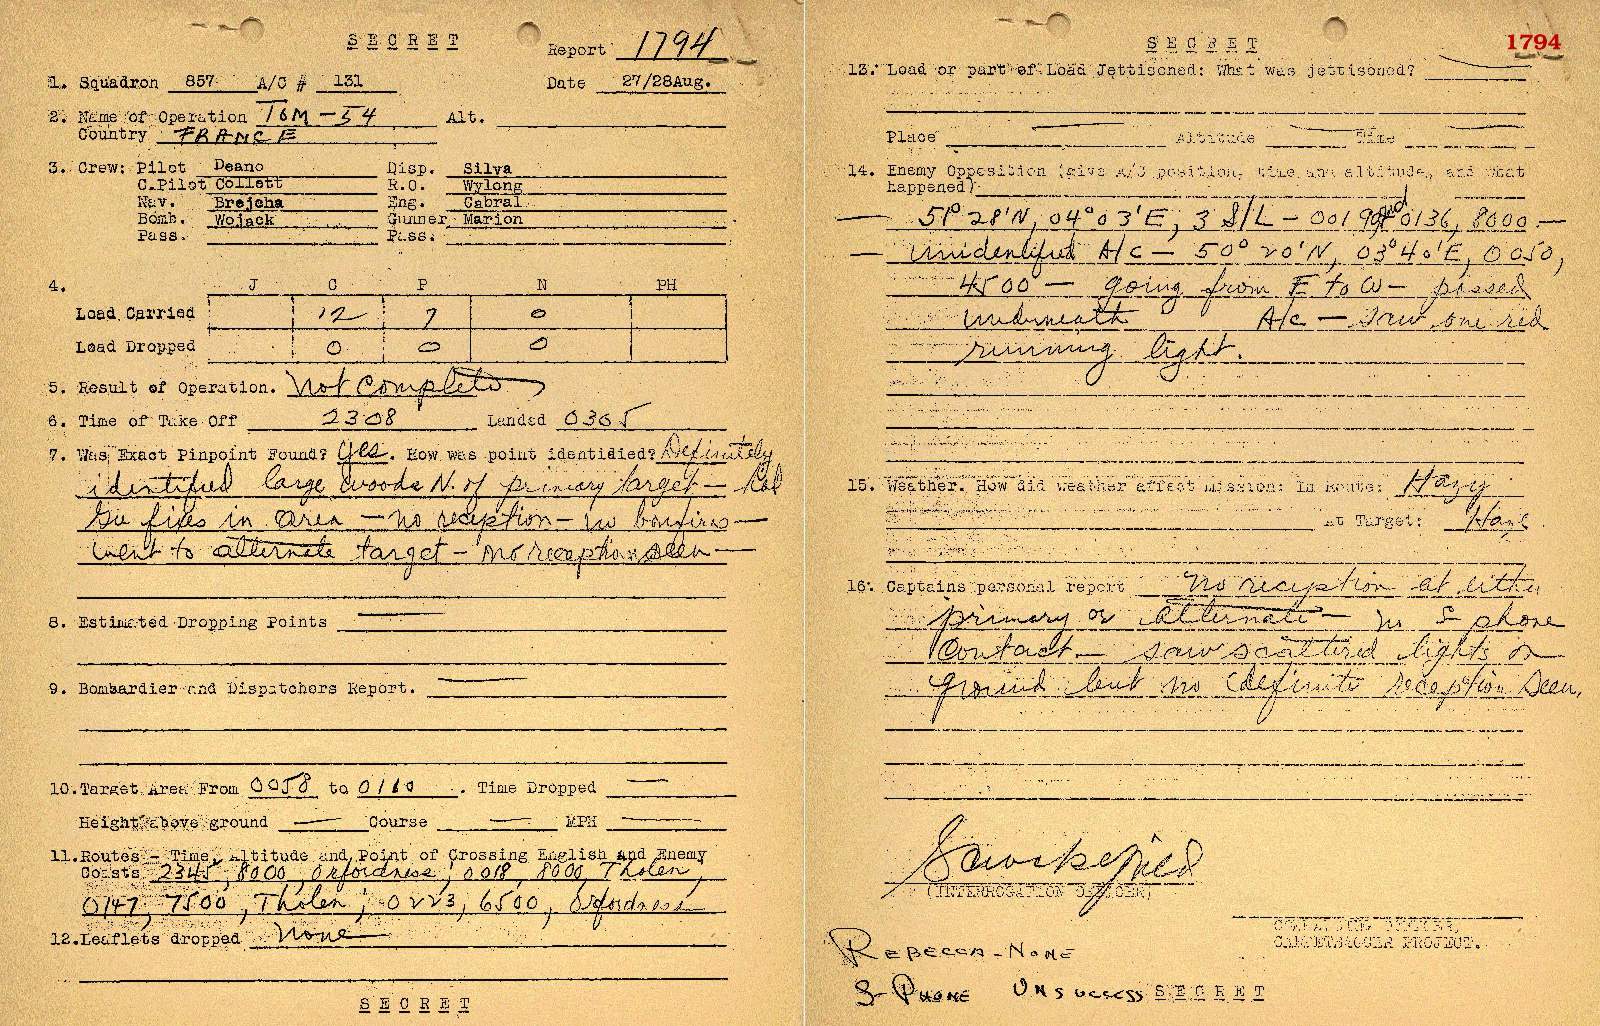 SECRET
Report 1794
1. Squadron 857 A/C # 131 Date 27/28Aug.
2. Name of Operation TOM-54 Alt.
Country FRANCE
3. Crew: Pilot Deano Disp. Silva
C.Pilot Collett R.O. Wylong
Nav. Brejcha Eng. Cabral
Bomb. Wojack Gunner Marion
Pass. Pass.
4. J C P N PH
Load Carried 12 7 0
Load Dropped 0 0 0
5. Result of Operation. Not Complete
6. Time of Take Off 2308 Landed 0305
7. Was Exact Pinpoint Found? Yes. How was point identidied? Definitely
identified large woods N. of primary target -
fires in area - no reception - no bonfires -
went to alternate target - no reception seen -
8. Estimated Dropping Points
9. Bombardier and Dispatchers Report.
10. Target Area From 0058 to 0110. Time Dropped
Height above ground Course MPH
11. Routes - Time, Altitude and Point of Crossing English and Enemy
Coasts 2345, 8000, Orfordness; 0018, 8000 Tholen,
0147, 7500, Tholen; 0223, 6500, Orfordness
12. Leaflets dropped None
SECRET
SECRET
1794
13. Load or part of Load Jettisoned: What was jettisoned?
Place Altitude Time
14. Enemy Opposition (give A/C position, time and altitude, and what
happened)
- 51° 28'N, 04° 03'E, 3 S/L - 0019 and 0136, 8000 -
- Unidentified A/C - 50° 20'N, 03° 40'E, 0050,
4500 - going from E to W - passed
underneath A/c - saw one red
running light.
15. Weather. How did weather affect Mission: In Route: Hazy
At Target: Haze
16. Captains personal report No reception at either
primary or alternate - no S phone
contact - saw scattered lights on
ground but no definite reception seen.
(INTERROGATION OFFICER)
COMMANDING OFFICER,
CARPETBAGGER PROJECT.
REBECCA - NONE
S-PHONE UNSUCCESS
SECRET